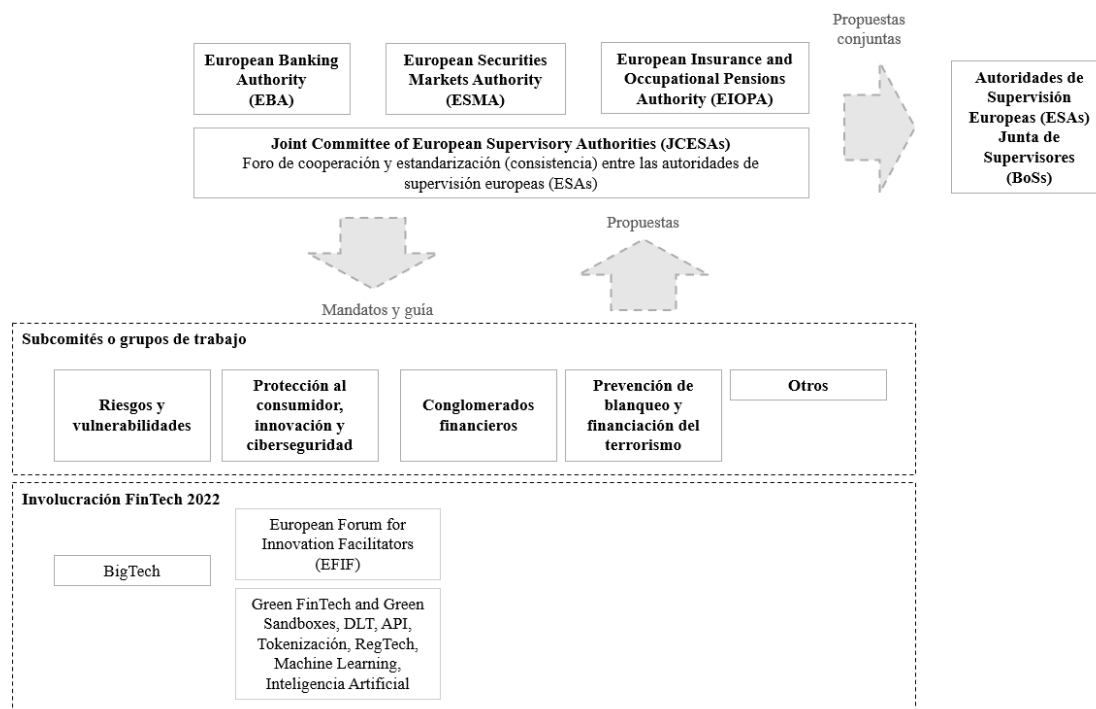 Propuestas
conjuntas
European Banking
Authority
(EBA)
European Securities
Markets Authority
(ESMA)
European Insurance and
Occupational Pensions
Authority (EIOPA)
Autoridades de
Supervisión
Europeas (ESAs)
Junta de
Supervisores
(BoSs)
Joint Committee of European Supervisory Authorities (JCESAs)
Foro de cooperación y estandarización (consistencia) entre las autoridades de
supervisión europeas (ESAs)
Propuestas
Mandatos y guía
Subcomités o grupos de trabajo
Riesgos y
vulnerabilidades
Protección al
consumidor,
innovación y
ciberseguridad
Conglomerados
financieros
Prevención de
blanqueo y
financiación del
terrorismo
Otros
Involucración FinTech 2022
BigTech
European Forum for
Innovation Facilitators
(EFIF)
Green FinTech and Green
Sandboxes, DLT, API,
Tokenización, RegTech,
Machine Learning,
Inteligencia Artificial